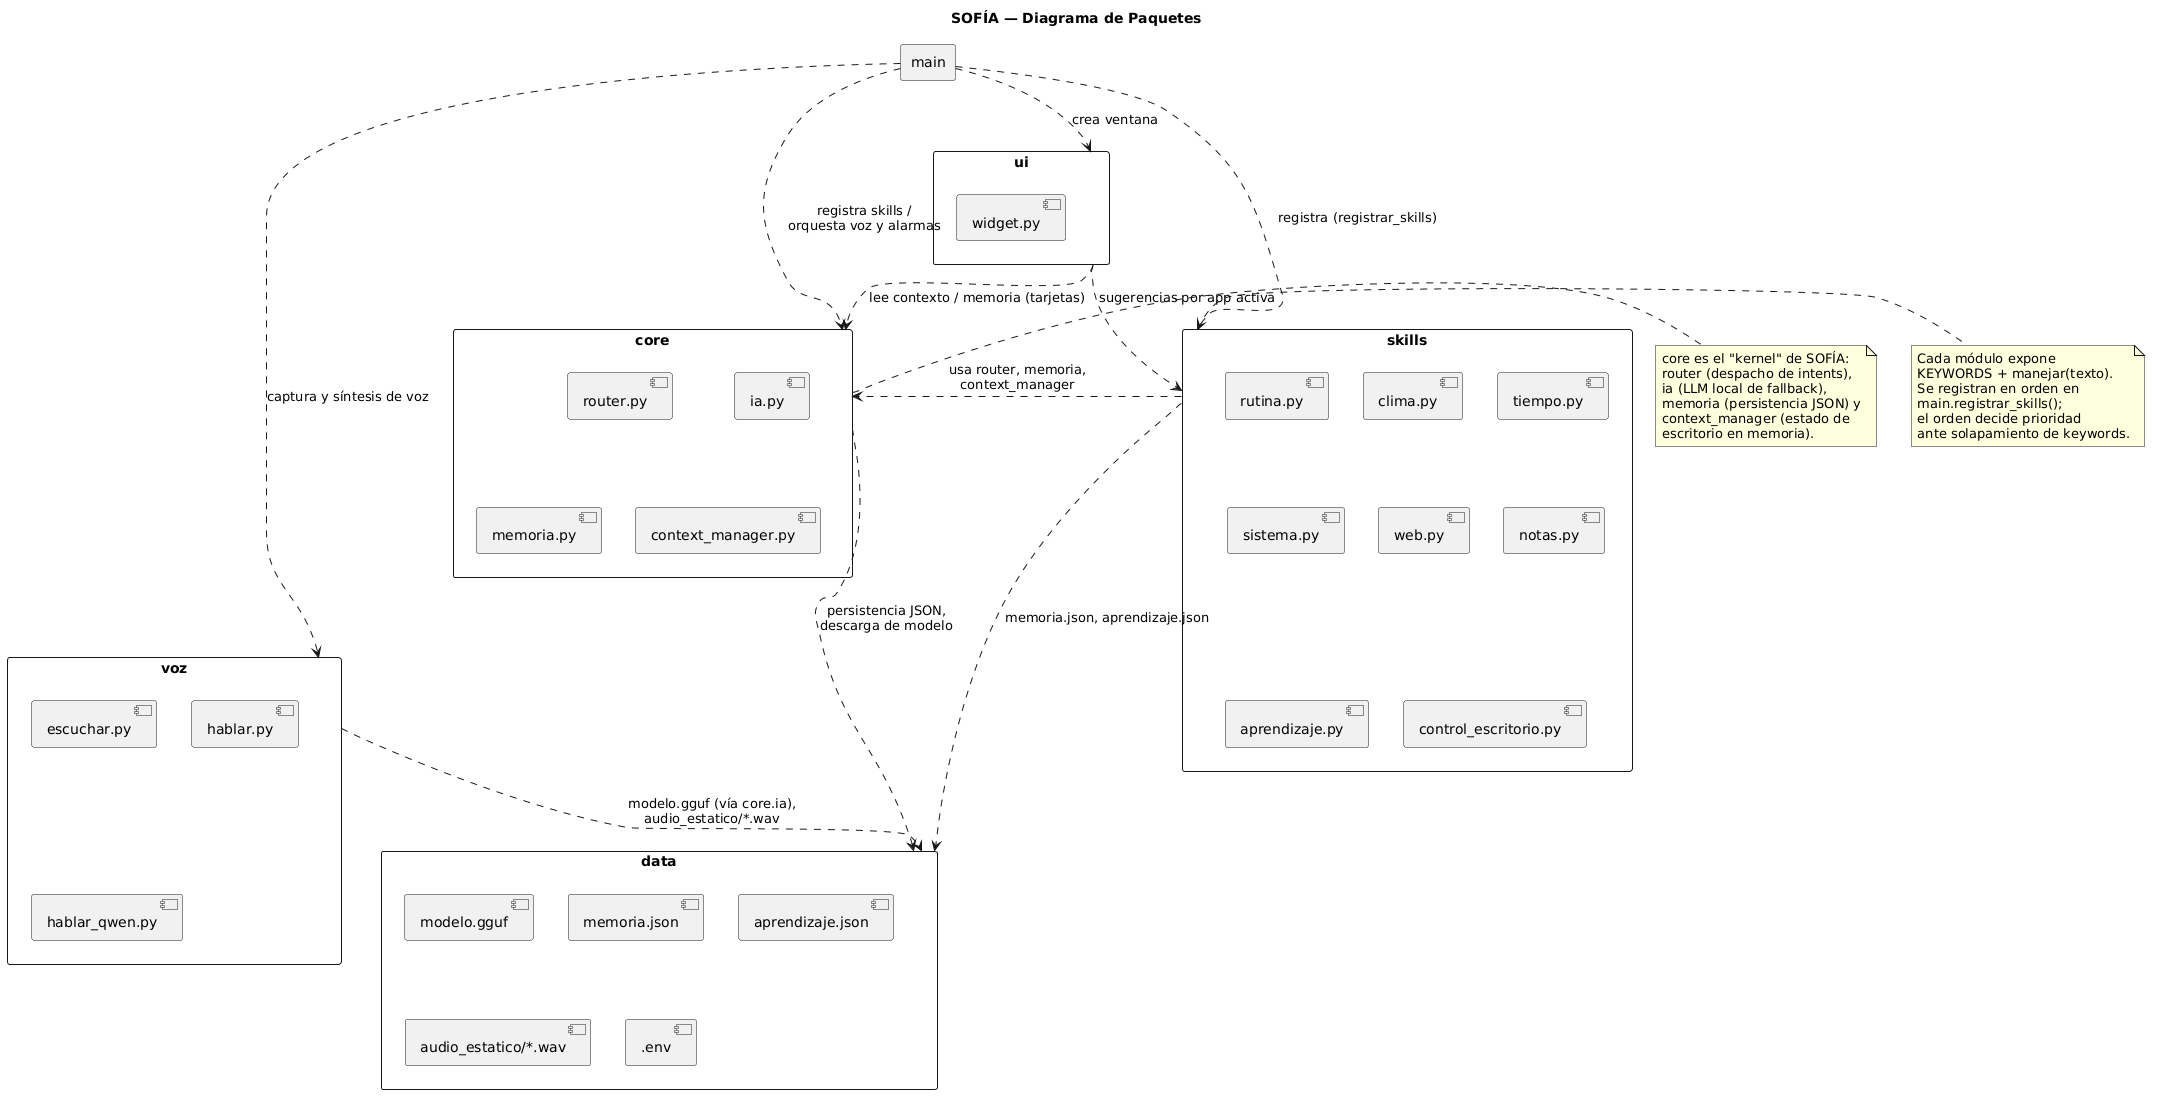 SOFÍA — Diagrama de Paquetes
main
crea ventana
ui
widget.py
registra skills /
orquesta voz y alarmas
registra (registrar_skills)
lee contexto / memoria (tarjetas)
sugerencias por app activa
core
router.py
ia.py
memoria.py
context_manager.py
usa router, memoria,
context_manager
skills
rutina.py
clima.py
tiempo.py
sistema.py
web.py
notas.py
aprendizaje.py
control_escritorio.py
core es el "kernel" de SOFÍA:
router (despacho de intents),
ia (LLM local de fallback),
memoria (persistencia JSON) y
context_manager (estado de
escritorio en memoria).
Cada módulo expone
KEYWORDS + manejar(texto).
Se registran en orden en
main.registrar_skills();
el orden decide prioridad
ante solapamiento de keywords.
captura y síntesis de voz
persistencia JSON,
descarga de modelo
memoria.json, aprendizaje.json
voz
escuchar.py
hablar.py
hablar_qwen.py
modelo.gguf (vía core.ia),
audio_estatico/*.wav
data
modelo.gguf
memoria.json
aprendizaje.json
audio_estatico/*.wav
.env